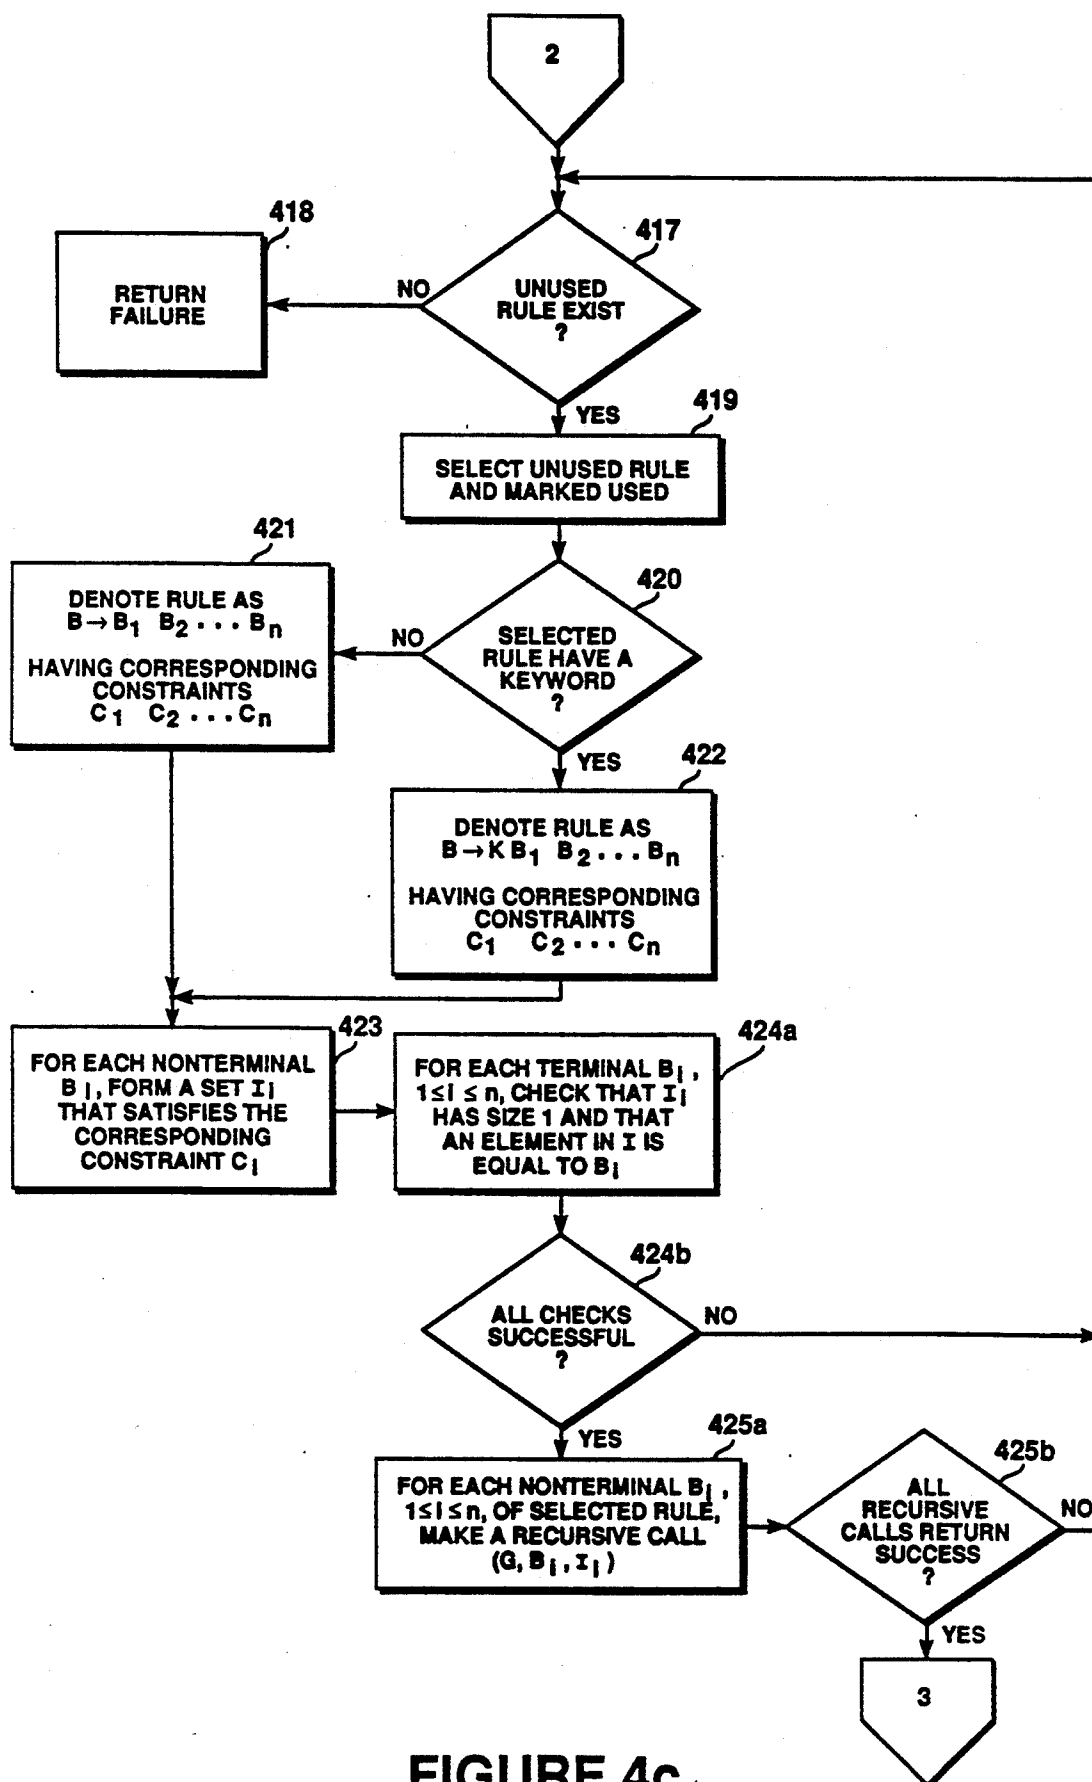 2
418
417
RETURN
FAILURE
NO
UNUSED
RULE EXIST
?
YES
419
SELECT UNUSED RULE
AND MARKED USED
421
420
DENOTE RULE AS
B → B1 B2 . . . Bn
HAVING CORRESPONDING
CONSTRAINTS
C1 C2 . . . Cn
NO
SELECTED
RULE HAVE A
KEYWORD
?
YES
422
DENOTE RULE AS
B → K B1 B2 . . . Bn
HAVING CORRESPONDING
CONSTRAINTS
C1 C2 . . . Cn
423
FOR EACH NONTERMINAL
Bi, FORM A SET Ii
THAT SATISFIES THE
CORRESPONDING
CONSTRAINT Ci
424a
FOR EACH TERMINAL Bi ,
1≤i ≤ n, CHECK THAT Ii
HAS SIZE 1 AND THAT
AN ELEMENT IN I IS
EQUAL TO Bi
424b
ALL CHECKS
SUCCESSFUL
?
NO
YES
425a
FOR EACH NONTERMINAL Bi ,
1≤i≤n, OF SELECTED RULE,
MAKE A RECURSIVE CALL
(G, Bi , Ii )
425b
ALL
RECURSIVE
CALLS RETURN
SUCCESS
?
NO
YES
3
FIGURE 4c